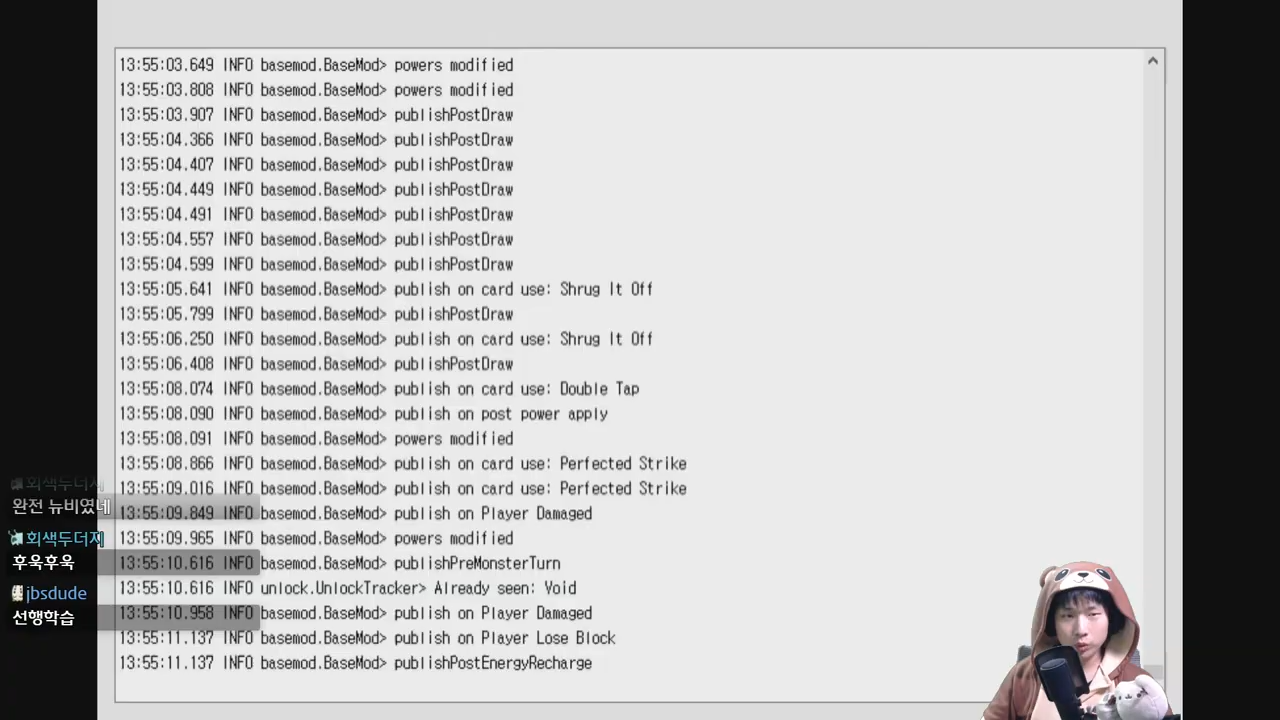 13:55:03.649 INFO basemod.BaseMod> powers modified
13:55:03.808 INFO basemod.BaseMod> powers modified
13:55:03.907 INFO basemod.BaseMod> publishPostDraw
13:55:04.366 INFO basemod.BaseMod> publishPostDraw
13:55:04.407 INFO basemod.BaseMod> publishPostDraw
13:55:04.449 INFO basemod.BaseMod> publishPostDraw
13:55:04.491 INFO basemod.BaseMod> publishPostDraw
13:55:04.557 INFO basemod.BaseMod> publishPostDraw
13:55:04.599 INFO basemod.BaseMod> publishPostDraw
13:55:05.641 INFO basemod.BaseMod> publish on card use: Shrug It Off
13:55:05.799 INFO basemod.BaseMod> publishPostDraw
13:55:06.250 INFO basemod.BaseMod> publish on card use: Shrug It Off
13:55:06.408 INFO basemod.BaseMod> publishPostDraw
13:55:08.074 INFO basemod.BaseMod> publish on card use: Double Tap
13:55:08.090 INFO basemod.BaseMod> publish on post power apply
13:55:08.091 INFO basemod.BaseMod> powers modified
13:55:08.866 INFO basemod.BaseMod> publish on card use: Perfected Strike
13:55:09.016 INFO basemod.BaseMod> publish on card use: Perfected Strike
13:55:09.849 INFO basemod.BaseMod> publish on Player Damaged
13:55:09.965 INFO basemod.BaseMod> powers modified
13:55:10.616 INFO basemod.BaseMod> publishPreMonsterTurn
13:55:10.616 INFO unlock.UnlockTracker> Already seen: Void
13:55:10.958 INFO basemod.BaseMod> publish on Player Damaged
13:55:11.137 INFO basemod.BaseMod> publish on Player Lose Block
13:55:11.137 INFO basemod.BaseMod> publishPostEnergyRecharge
회색두더지
완전 뉴비였네
회색두더지
후욱후욱
jbsdude
선행학습